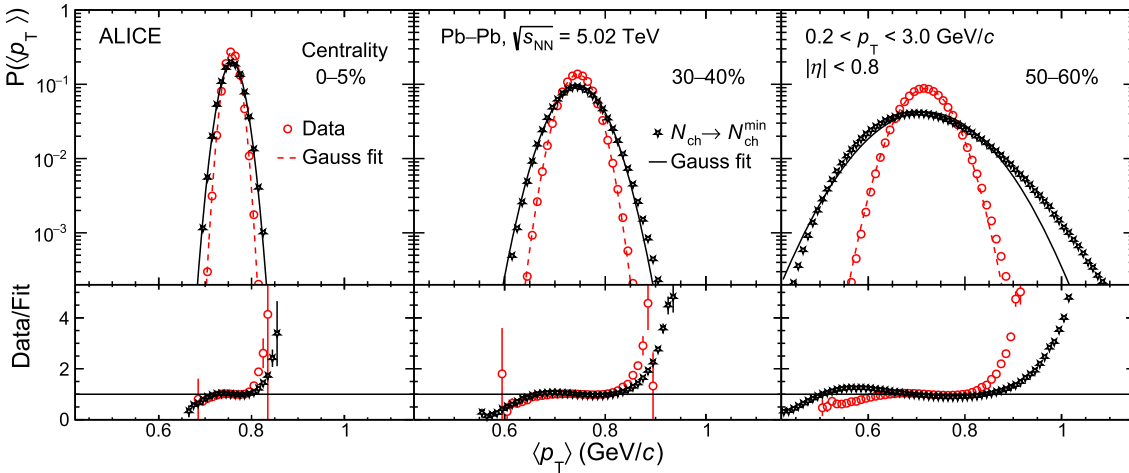 P(⟨p_T⟩)
1
10⁻¹
10⁻²
10⁻³
ALICE
Centrality
0–5%
Data
Gauss fit
Pb–Pb, √s_NN = 5.02 TeV
30–40%
N_ch → N_ch^min
Gauss fit
0.2 < p_T < 3.0 GeV/c
|η| < 0.8
50–60%
Data/Fit
4
2
0
0.6 0.8 1
0.6 0.8 1
0.6 0.8 1
⟨p_T⟩ (GeV/c)